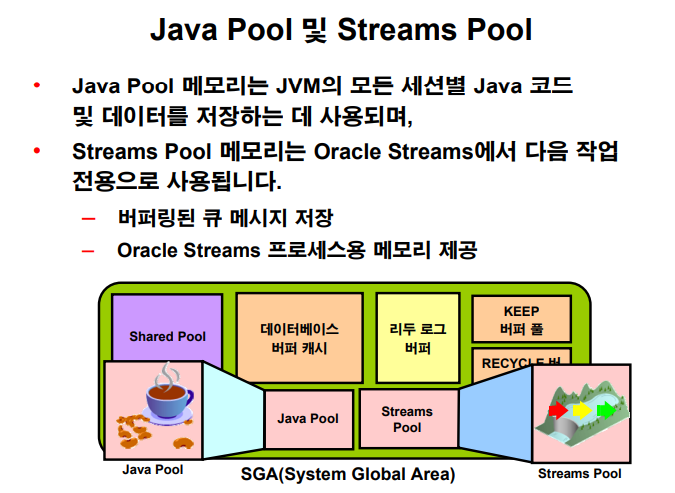 Java Pool 및 Streams Pool
• Java Pool 메모리는 JVM의 모든 세션별 Java 코드
및 데이터를 저장하는 데 사용되며,
• Streams Pool 메모리는 Oracle Streams에서 다음 작업
전용으로 사용됩니다.
– 버퍼링된 큐 메시지 저장
– Oracle Streams 프로세스용 메모리 제공
Shared Pool
데이터베이스
버퍼 캐시
리두 로그
버퍼
KEEP
버퍼 풀
RECYCLE 버
Java Pool
Streams
Pool
Java Pool
SGA(System Global Area)
Streams Pool